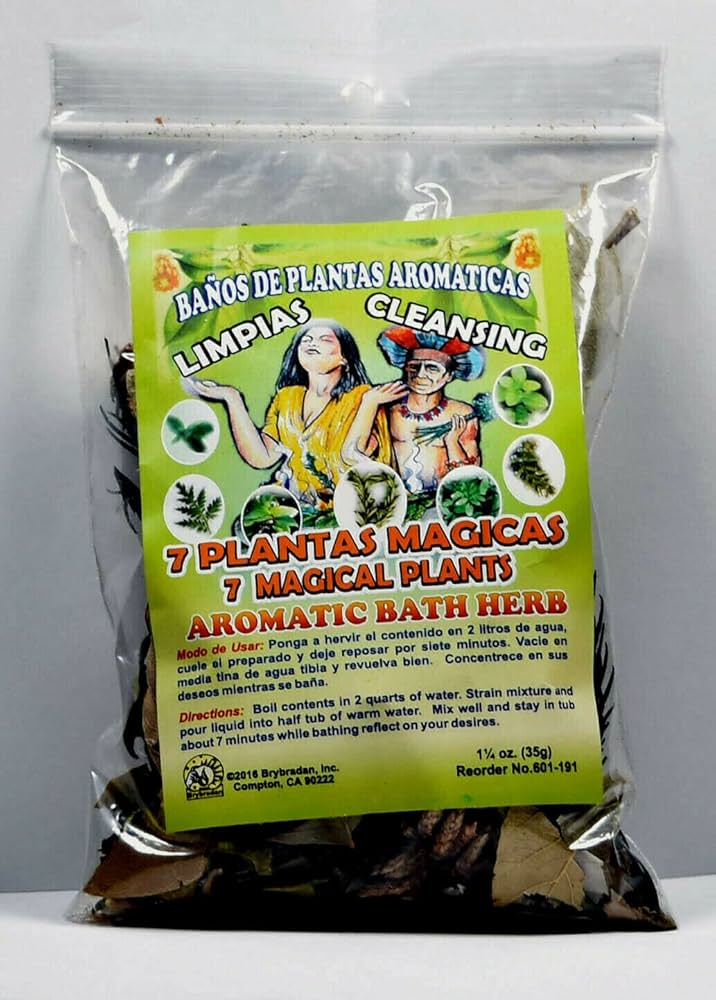 BAÑOS DE PLANTAS AROMATICAS
LIMPIAS CLEANSING
7 PLANTAS MAGICAS
7 MAGICAL PLANTS
AROMATIC BATH HERB
Modo de Usar: Ponga a hervir el contenido en 2 litros de agua,
cuele el preparado y deje reposar por siete minutos. Vacie en
media tina de agua tibia y revuelva bien. Concentrece en sus
deseos mientras se baña.
Directions: Boil contents in 2 quarts of water. Strain mixture and
pour liquid into half tub of warm water. Mix well and stay in tub
about 7 minutes while bathing reflect on your desires.
Brybradan
©2016 Brybradan, Inc.
Compton, CA 90222
1¼ oz. (35g)
Reorder No.601-191